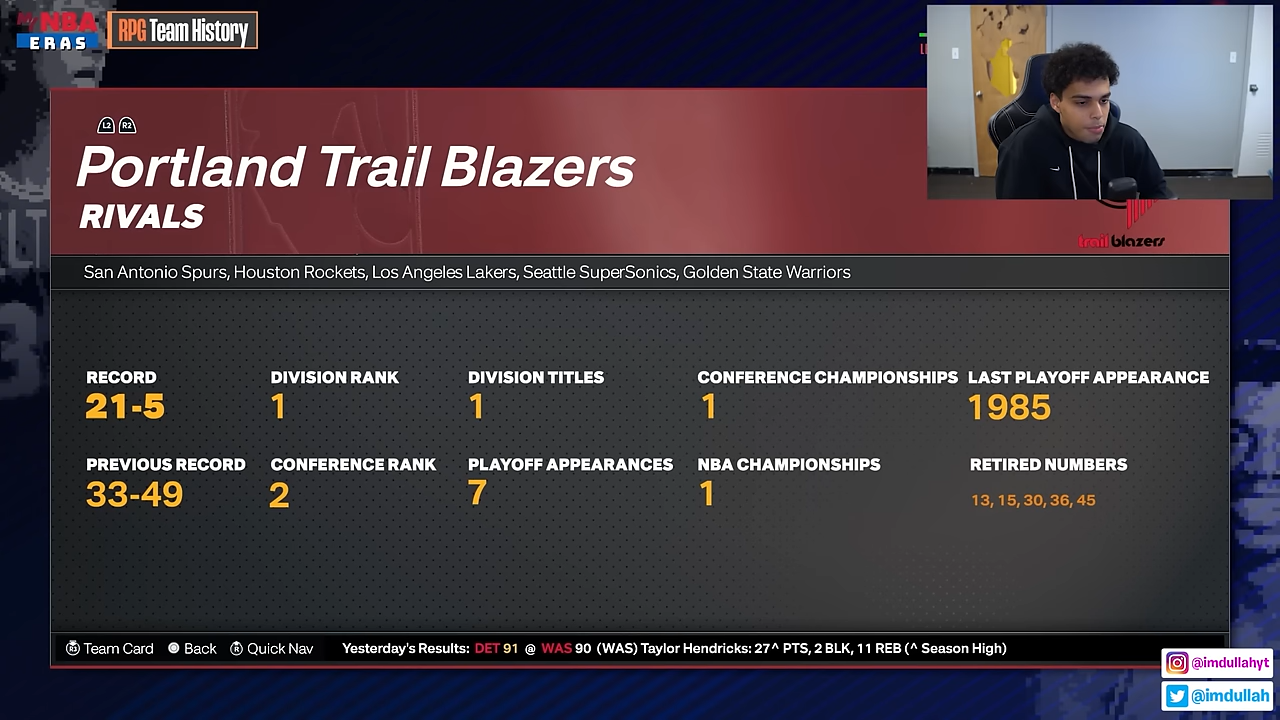 My NBA
ERAS
RPG Team History
L2 R2
Portland Trail Blazers
RIVALS
trail blazers
San Antonio Spurs, Houston Rockets, Los Angeles Lakers, Seattle SuperSonics, Golden State Warriors
RECORD
21-5
DIVISION RANK
1
DIVISION TITLES
1
CONFERENCE CHAMPIONSHIPS
1
LAST PLAYOFF APPEARANCE
1985
PREVIOUS RECORD
33-49
CONFERENCE RANK
2
PLAYOFF APPEARANCES
7
NBA CHAMPIONSHIPS
1
RETIRED NUMBERS
13, 15, 30, 36, 45
R3 Team Card Back R Quick Nav Yesterday's Results: DET 91 @ WAS 90 (WAS) Taylor Hendricks: 27^ PTS, 2 BLK, 11 REB (^ Season High)
@imdullahyt
@imdullah